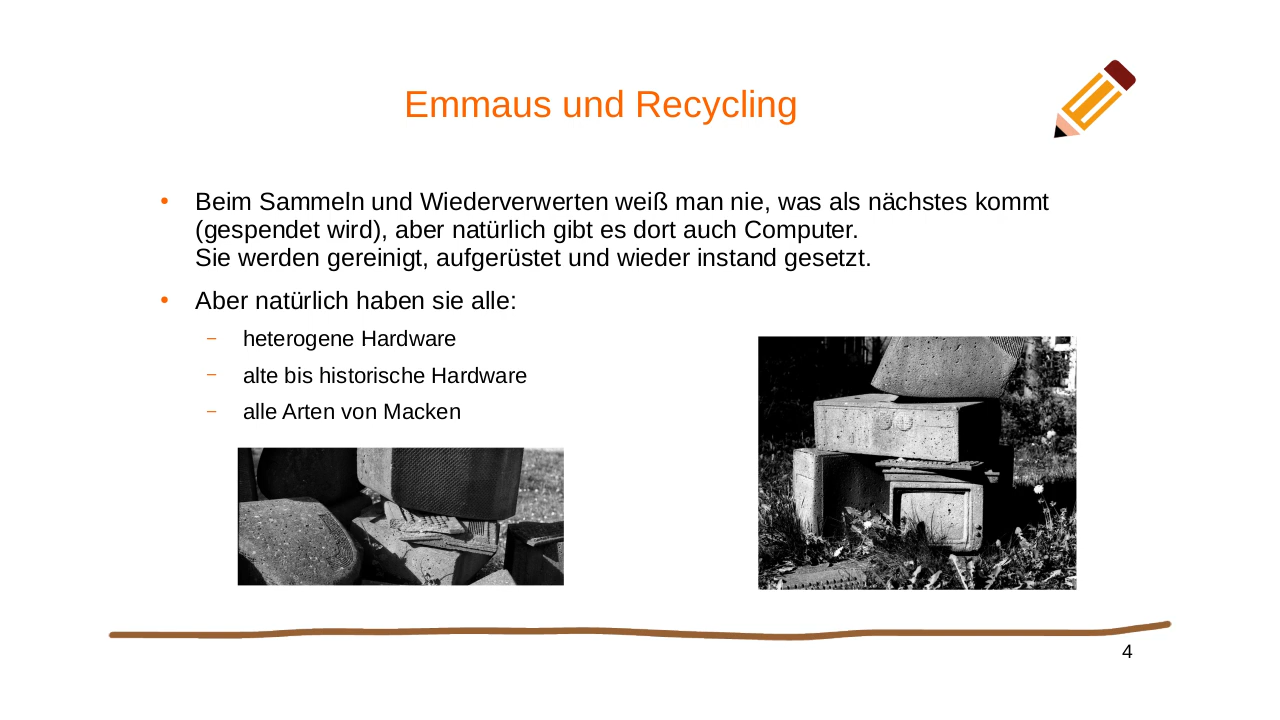 Emmaus und Recycling
• Beim Sammeln und Wiederverwerten weiß man nie, was als nächstes kommt
(gespendet wird), aber natürlich gibt es dort auch Computer.
Sie werden gereinigt, aufgerüstet und wieder instand gesetzt.
• Aber natürlich haben sie alle:
– heterogene Hardware
– alte bis historische Hardware
– alle Arten von Macken
4